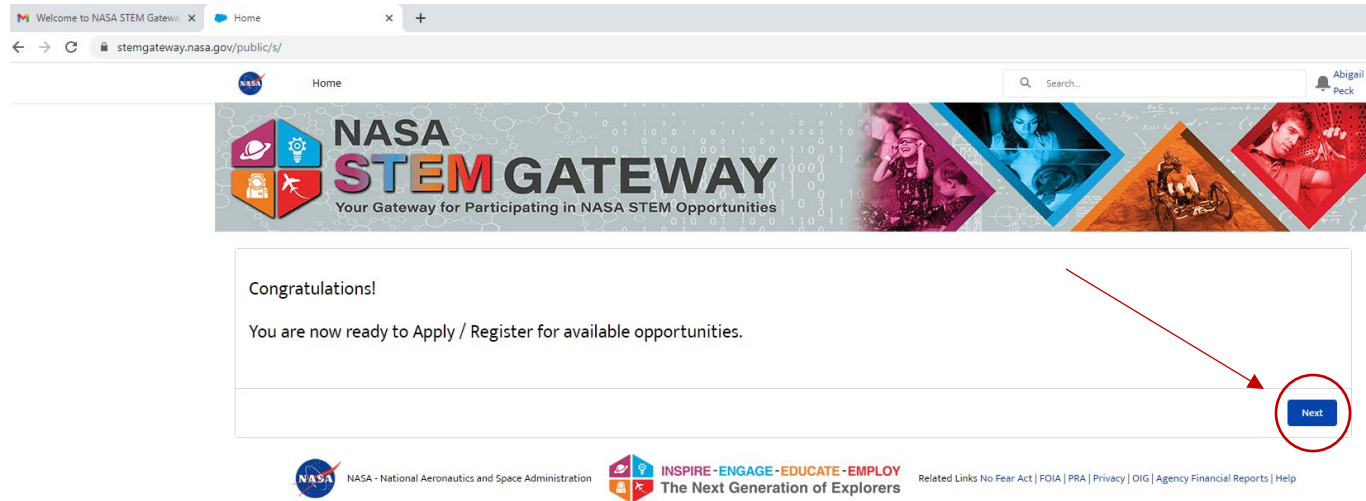 Welcome to NASA STEM Gatewa
Home
stemgateway.nasa.gov/public/s/
NASA
Home
Search...
Abigail
Peck
NASA
STEM GATEWAY
Your Gateway for Participating in NASA STEM Opportunities
Congratulations!
You are now ready to Apply / Register for available opportunities.
Next
NASA
NASA - National Aeronautics and Space Administration
INSPIRE - ENGAGE - EDUCATE - EMPLOY
The Next Generation of Explorers
Related Links No Fear Act | FOIA | PRA | Privacy | OIG | Agency Financial Reports | Help